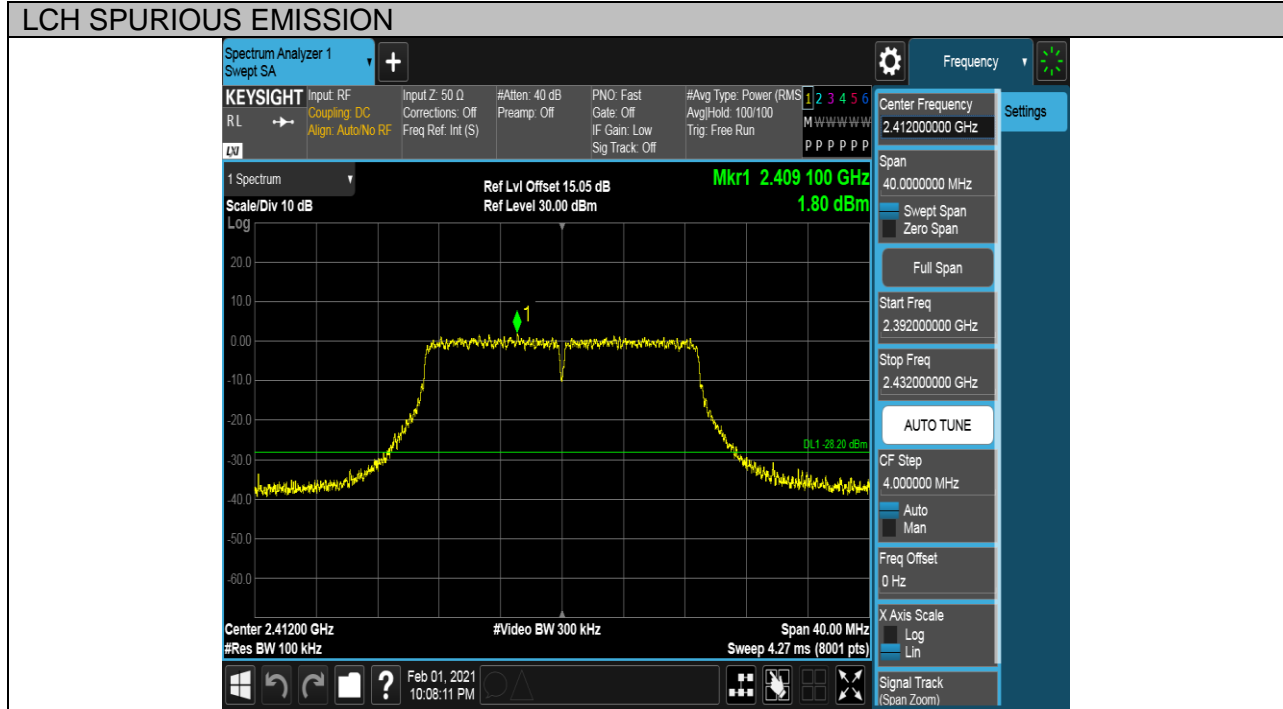 LCH SPURIOUS EMISSION
Spectrum Analyzer 1
Swept SA
+
Frequency
KEYSIGHT
RL
LXI
Input: RF
Coupling: DC
Align: Auto/No RF
Input Z: 50 Ω
Corrections: Off
Freq Ref: Int (S)
#Atten: 40 dB
Preamp: Off
PNO: Fast
Gate: Off
IF Gain: Low
Sig Track: Off
#Avg Type: Power (RMS
Avg|Hold: 100/100
Trig: Free Run
1 2 3 4 5 6
M W W W W W
P P P P P P
1 Spectrum
Scale/Div 10 dB
Ref Lvl Offset 15.05 dB
Ref Level 30.00 dBm
Mkr1 2.409 100 GHz
1.80 dBm
Log
20.0
10.0
0.00
-10.0
-20.0
-30.0
-40.0
-50.0
-60.0
1
DL1 -28.20 dBm
Center 2.41200 GHz
#Res BW 100 kHz
#Video BW 300 kHz
Span 40.00 MHz
Sweep 4.27 ms (8001 pts)
?
Feb 01, 2021
10:08:11 PM
Center Frequency
2.412000000 GHz
Settings
Span
40.0000000 MHz
Swept Span
Zero Span
Full Span
Start Freq
2.392000000 GHz
Stop Freq
2.432000000 GHz
AUTO TUNE
CF Step
4.000000 MHz
Auto
Man
Freq Offset
0 Hz
X Axis Scale
Log
Lin
Signal Track
(Span Zoom)